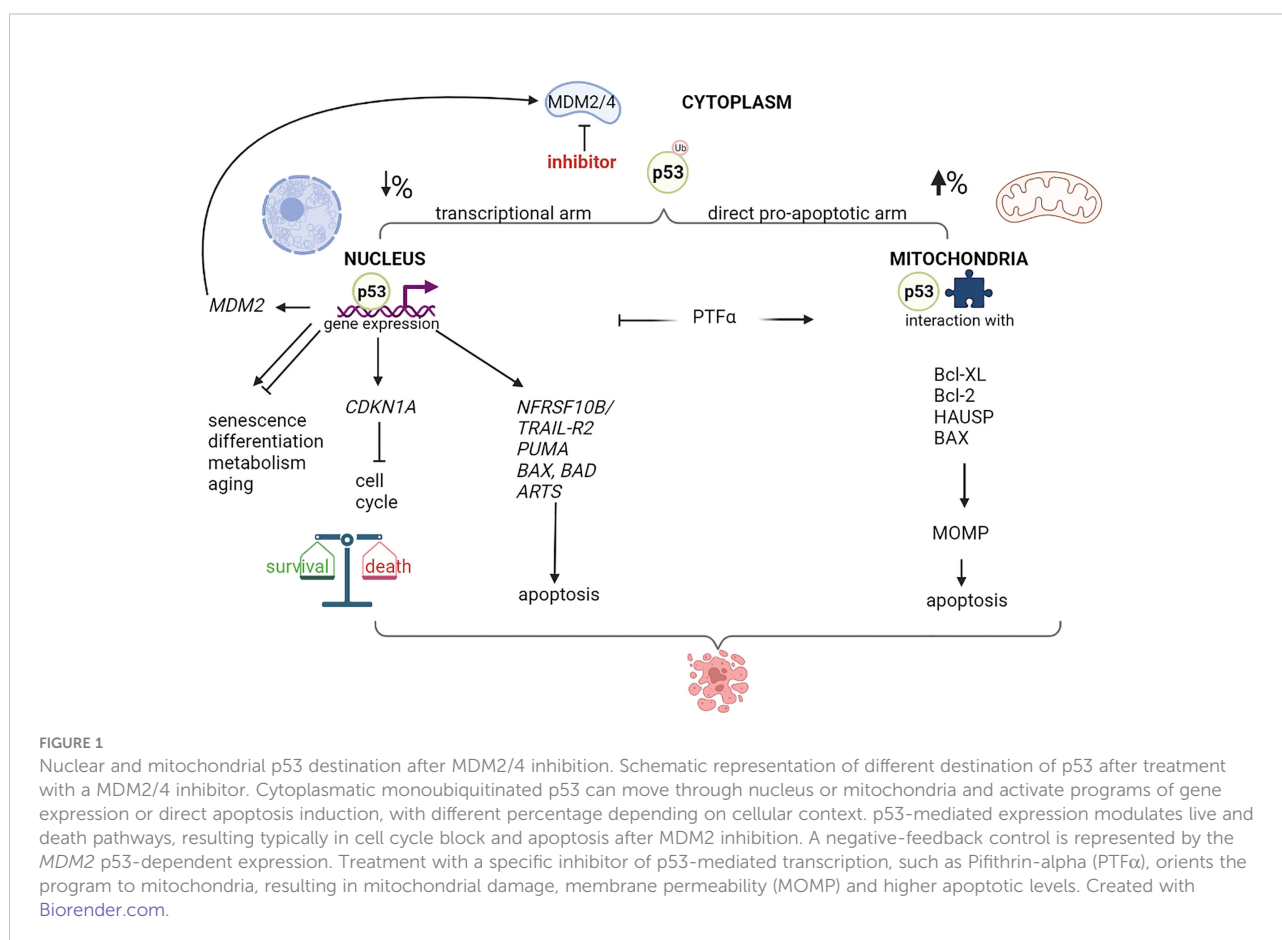 MDM2/4
CYTOPLASM
inhibitor
Ub
p53
↓%
↑%
transcriptional arm
direct pro-apoptotic arm
NUCLEUS
MITOCHONDRIA
p53
p53
MDM2
gene expression
PTFα
interaction with
senescence
differentiation
metabolism
aging
CDKN1A
cell
cycle
NFRSF10B/
TRAIL-R2
PUMA
BAX, BAD
ARTS
apoptosis
Bcl-XL
Bcl-2
HAUSP
BAX
MOMP
apoptosis
survival
death
FIGURE 1
Nuclear and mitochondrial p53 destination after MDM2/4 inhibition. Schematic representation of different destination of p53 after treatment
with a MDM2/4 inhibitor. Cytoplasmatic monoubiquitinated p53 can move through nucleus or mitochondria and activate programs of gene
expression or direct apoptosis induction, with different percentage depending on cellular context. p53-mediated expression modulates live and
death pathways, resulting typically in cell cycle block and apoptosis after MDM2 inhibition. A negative-feedback control is represented by the
MDM2 p53-dependent expression. Treatment with a specific inhibitor of p53-mediated transcription, such as Pifithrin-alpha (PTFα), orients the
program to mitochondria, resulting in mitochondrial damage, membrane permeability (MOMP) and higher apoptotic levels. Created with
Biorender.com.